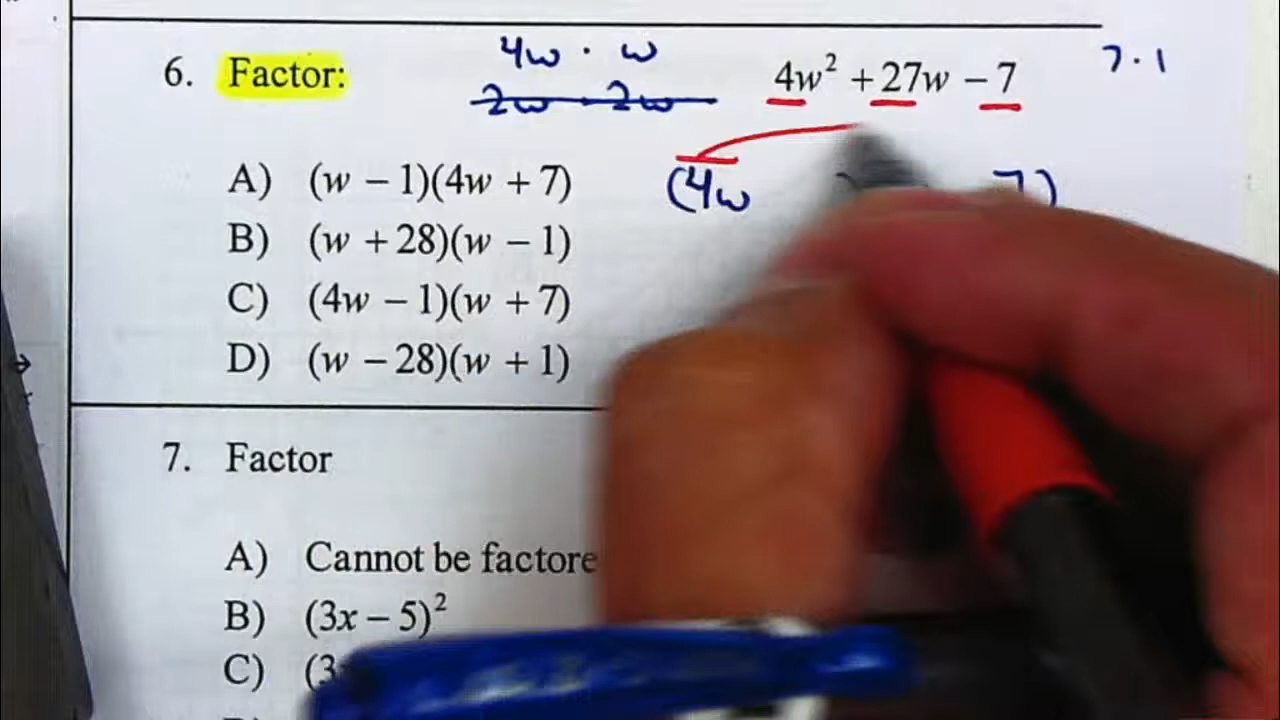 4w · w
6. Factor: 4w² + 27w – 7 7·1
2w · 2w
(4w 7)
A) (w – 1)(4w + 7)
B) (w + 28)(w – 1)
C) (4w – 1)(w + 7)
D) (w – 28)(w + 1)
7. Factor
A) Cannot be factore
B) (3x – 5)²
C) (3